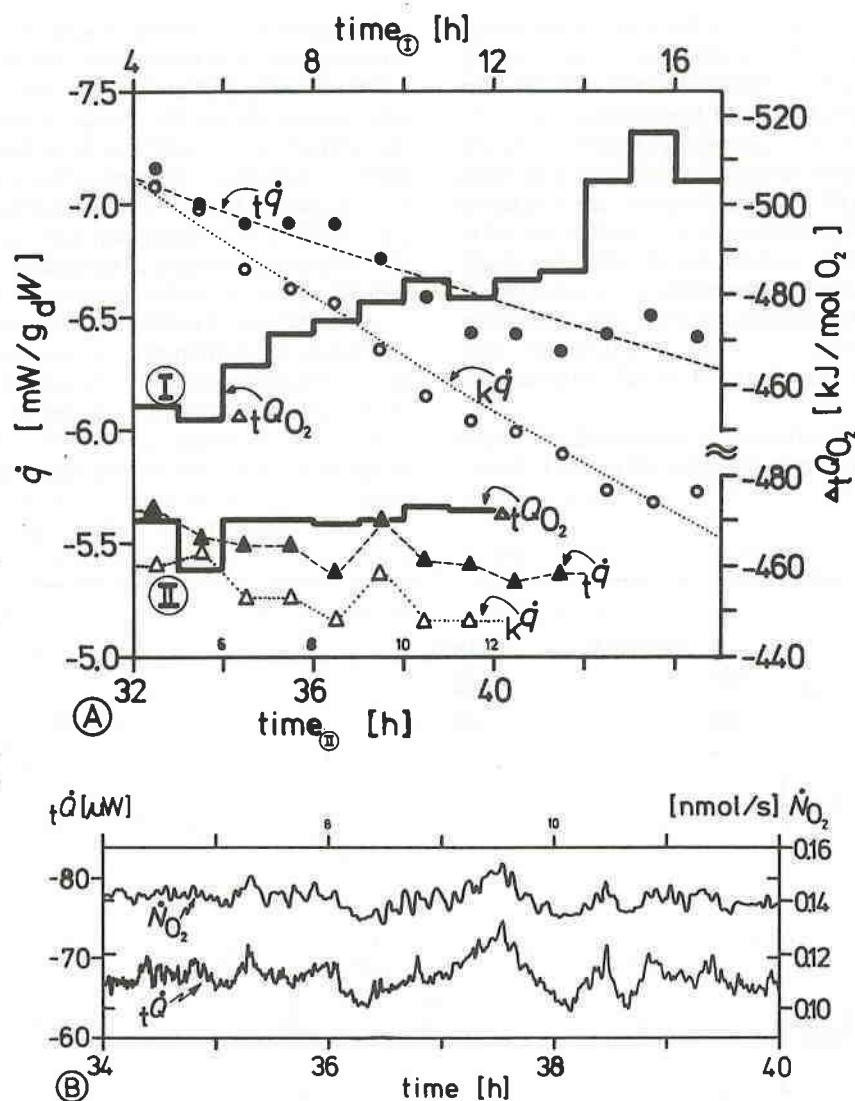 time Ⓘ [h]
4 8 12 16
-7.5
-7.0
-6.5
-6.0
-5.5
-5.0
q̇ [mW/g dW]
-520
-500
-480
-460
-480
-460
-440
ΔtQO₂ [kJ/mol O₂]
tq̇
kq̇
Ⓘ
ΔtQO₂
ΔtQO₂
Ⓘ︎Ⅱ
tq̇
kq̇
6 8 10 12
32 36 40
Ⓐ time Ⅱ [h]
tQ̇ [μW] [nmol/s] ṄO₂
6 10
-80
-70
-60
0.16
0.14
0.12
0.10
ṄO₂
tQ̇
34 36 38 40
Ⓑ time [h]